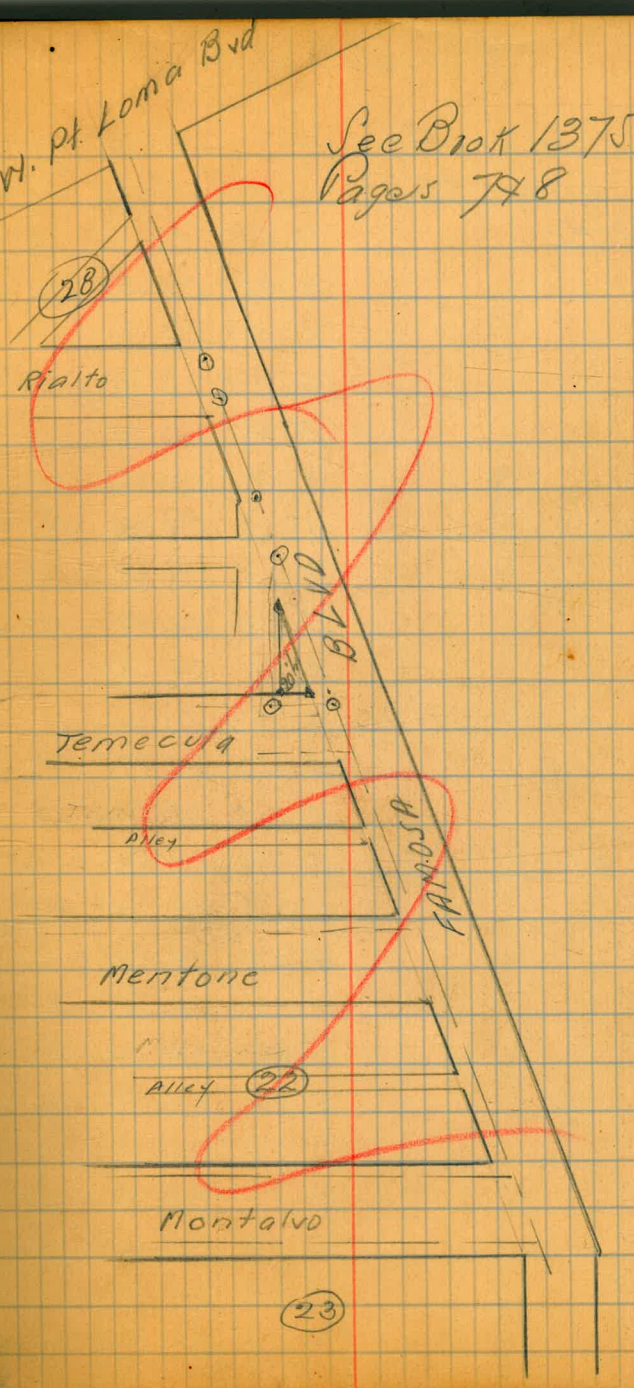 W. Pt. Loma Bvd
See Book 1375
Pages 7&8
28
Rialto
BLVD
Temecula
Alley
FAMOSA
Mentone
Alley
22
Montalvo
23